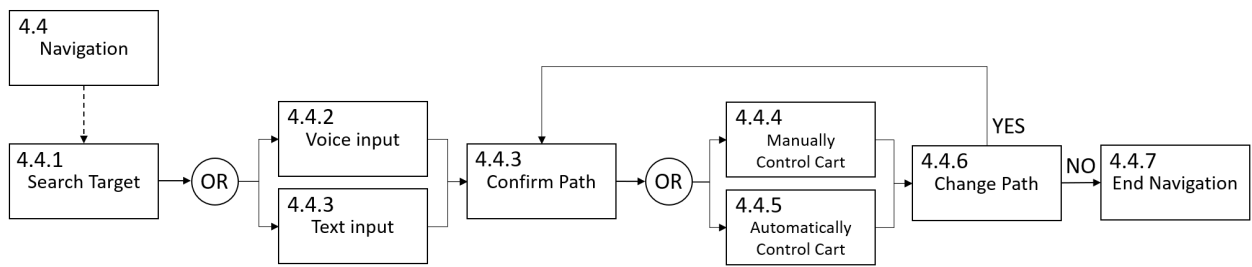 4.4
Navigation
4.4.1
Search Target
OR
4.4.2
Voice input
4.4.3
Text input
4.4.3
Confirm Path
OR
4.4.4
Manually
Control Cart
4.4.5
Automatically
Control Cart
YES
4.4.6
Change Path
NO
4.4.7
End Navigation